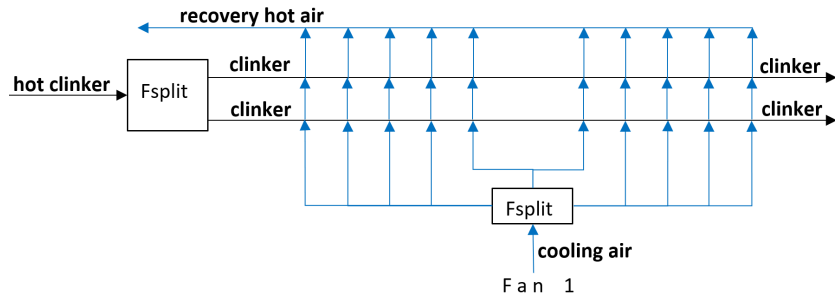 recovery hot air
clinker
clinker
hot clinker
Fsplit
clinker
clinker
Fsplit
cooling air
Fan 1